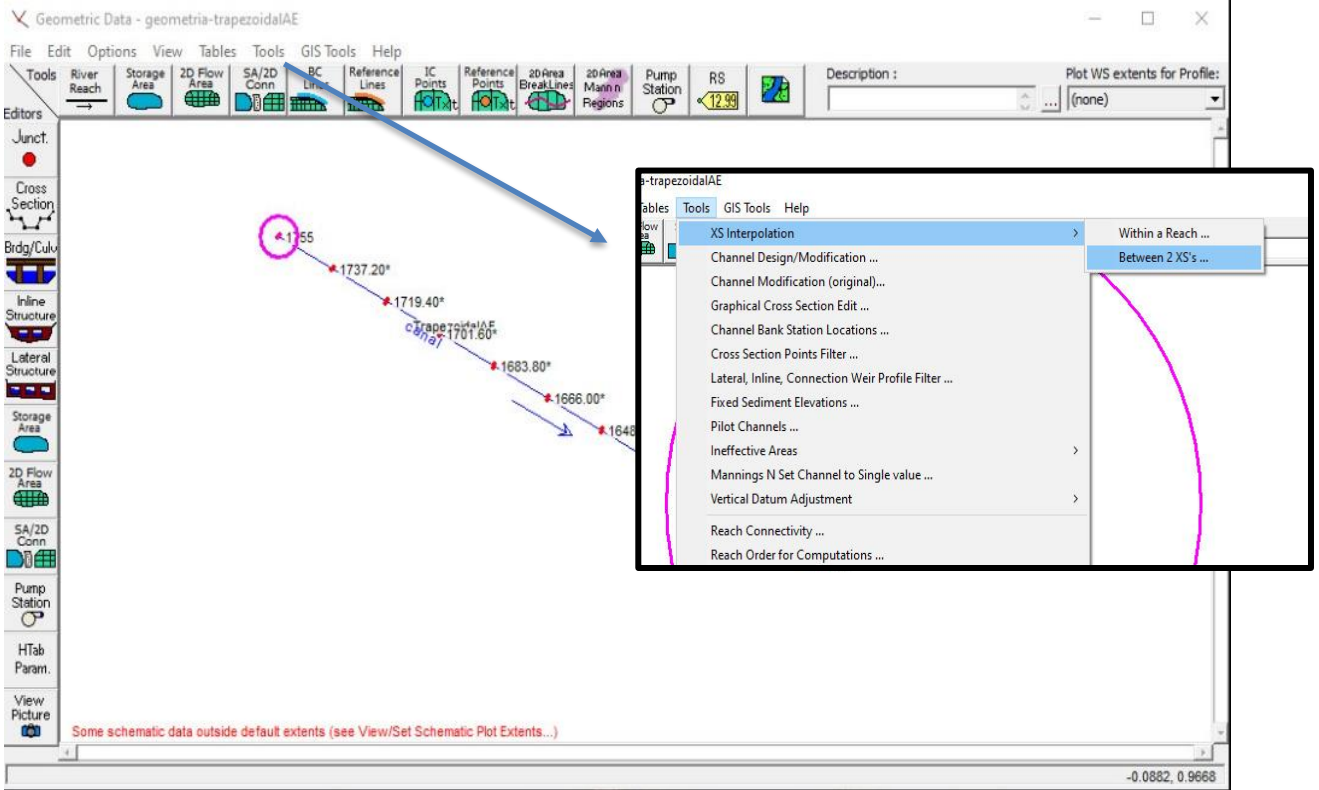 Geometric Data - geometria-trapezoidalAE
File Edit Options View Tables Tools GIS Tools Help
Tools
Editors
River
Reach
Storage
Area
2D Flow
Area
SA/2D
Conn
BC
Lines
Reference
Lines
IC
Points
Reference
Points
2D Area
BreakLines
2D Area
Mann n
Regions
Pump
Station
RS
12.99
Description :
...
Plot WS extents for Profile:
(none)
Junct.
Cross
Section
Brdg/Culv
Inline
Structure
Lateral
Structure
Storage
Area
2D Flow
Area
SA/2D
Conn
Pump
Station
HTab
Param.
View
Picture
1755
1737.20*
1719.40*
TrapezoidalAE
canal
1701.60*
1683.80*
1666.00*
1648
a-trapezoidalAE
Tables Tools GIS Tools Help
XS Interpolation
Within a Reach ...
Between 2 XS's ...
Channel Design/Modification ...
Channel Modification (original)...
Graphical Cross Section Edit ...
Channel Bank Station Locations ...
Cross Section Points Filter ...
Lateral, Inline, Connection Weir Profile Filter ...
Fixed Sediment Elevations ...
Pilot Channels ...
Ineffective Areas
Mannings N Set Channel to Single value ...
Vertical Datum Adjustment
Reach Connectivity ...
Reach Order for Computations ...
Some schematic data outside default extents (see View/Set Schematic Plot Extents...)
-0.0882, 0.9668